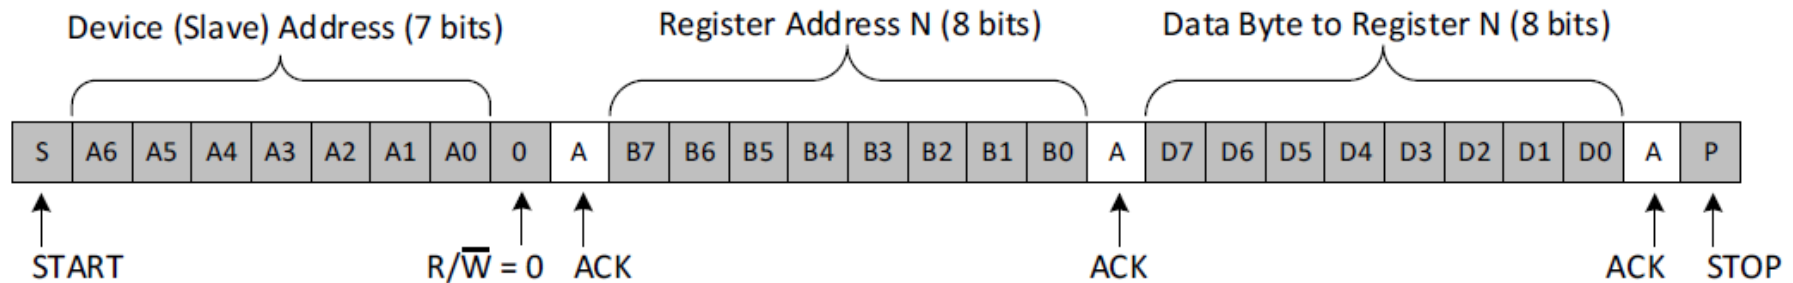 Device (Slave) Address (7 bits) Register Address N (8 bits) Data Byte to Register N (8 bits)
S A6 A5 A4 A3 A2 A1 A0 0 A B7 B6 B5 B4 B3 B2 B1 B0 A D7 D6 D5 D4 D3 D2 D1 D0 A P
START R/W̅ = 0 ACK ACK ACK STOP